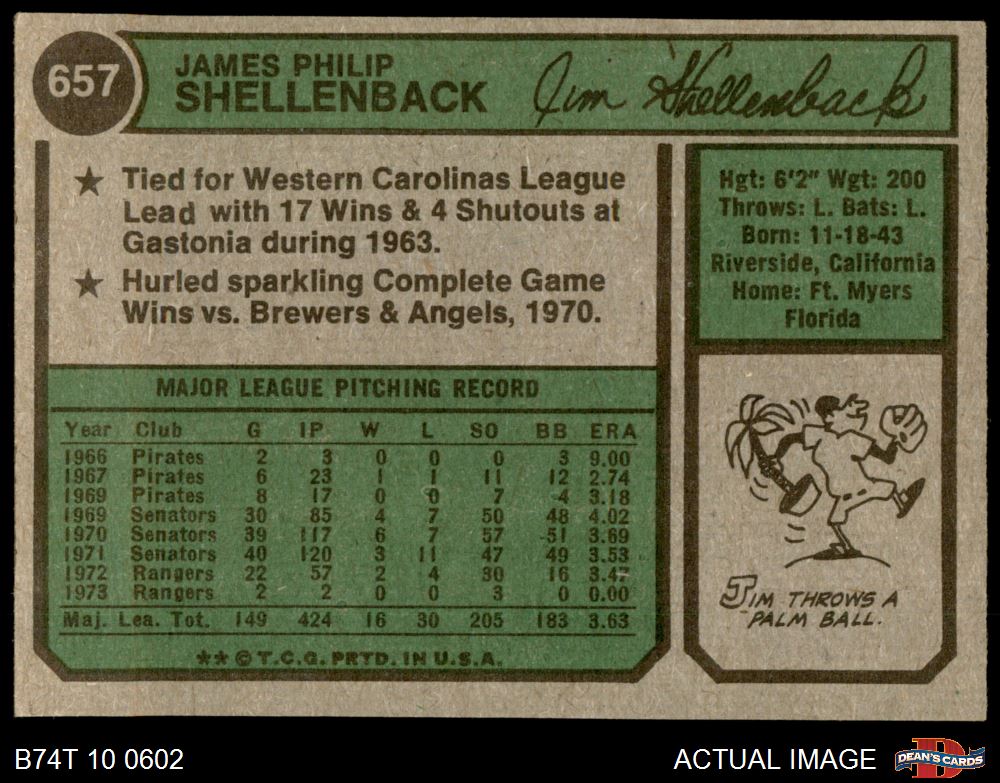 657
JAMES PHILIP
SHELLENBACK
Jim Shellenback
★ Tied for Western Carolinas League
Lead with 17 Wins & 4 Shutouts at
Gastonia during 1963.
★ Hurled sparkling Complete Game
Wins vs. Brewers & Angels, 1970.
Hgt: 6'2" Wgt: 200
Throws: L. Bats: L.
Born: 11-18-43
Riverside, California
Home: Ft. Myers
Florida
MAJOR LEAGUE PITCHING RECORD
Year Club G IP W L SO BB ERA
1966 Pirates 2 3 0 0 0 3 9.00
1967 Pirates 6 23 1 1 11 12 2.74
1969 Pirates 8 17 0 0 7 4 3.18
1969 Senators 30 85 4 7 50 48 4.02
1970 Senators 39 117 6 7 57 51 3.69
1971 Senators 40 120 3 11 47 49 3.53
1972 Rangers 22 57 2 4 30 16 3.47
1973 Rangers 2 2 0 0 3 0 0.00
Maj. Lea. Tot. 149 424 16 30 205 183 3.63
** © T.C.G. PRTD. IN U.S.A.
JIM THROWS A
PALM BALL.
B74T 10 0602
ACTUAL IMAGE
D
DEAN'S CARDS